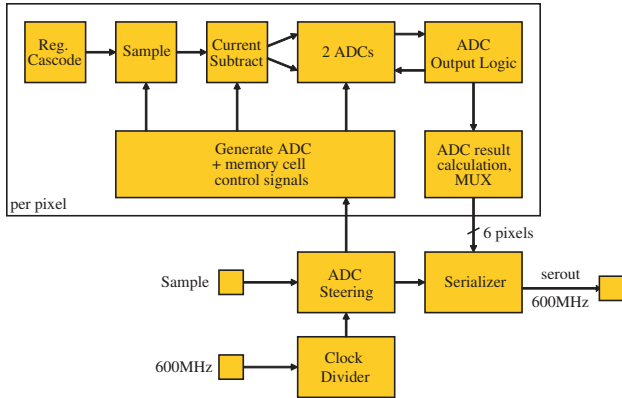 Reg.
Cascode
Sample
Current
Subtract
2 ADCs
ADC
Output Logic
Generate ADC
+ memory cell
control signals
ADC result
calculation,
MUX
per pixel
6 pixels
Sample
ADC
Steering
Serializer
serout
600MHz
600MHz
Clock
Divider